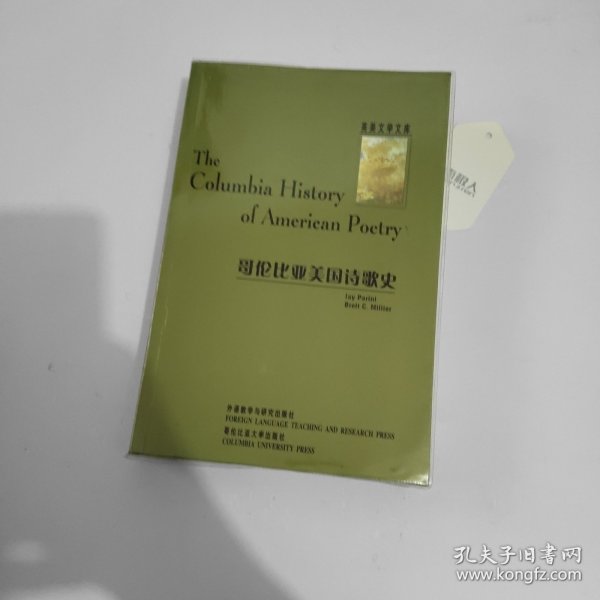 英美文学文库
The
Columbia History
of American Poetry
哥伦比亚美国诗歌史
Jay Parini
Brett C. Millier
外语教学与研究出版社
FOREIGN LANGUAGE TEACHING AND RESEARCH PRESS
哥伦比亚大学出版社
COLUMBIA UNIVERSITY PRESS
极人
孔夫子旧书网
www.kongfz.com